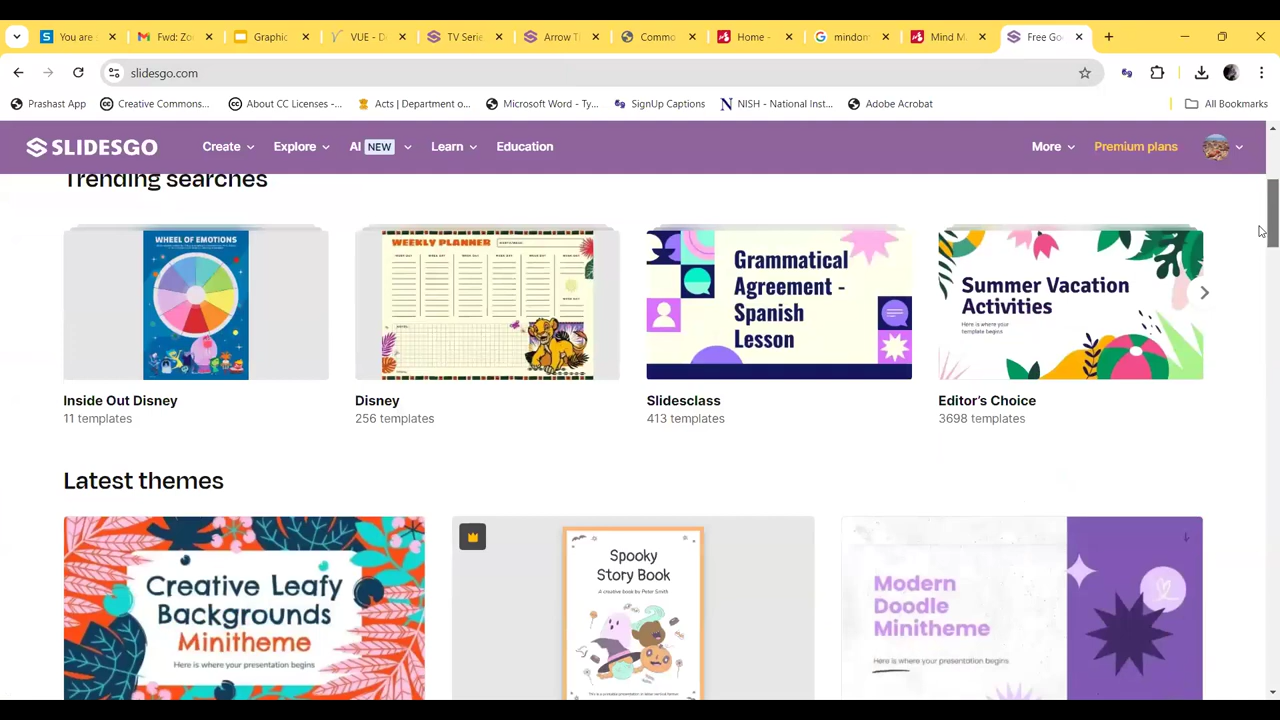 You are
Fwd: Zo
Graphic
VUE - D
TV Serie
Arrow T
Commo
Home -
mindom
Mind M
Free Go
slidesgo.com
Prashast App
Creative Commons...
About CC Licenses -...
Acts | Department o...
Microsoft Word - Ty...
SignUp Captions
NISH - National Inst...
Adobe Acrobat
All Bookmarks
SLIDESGO
Create
Explore
AI NEW
Learn
Education
More
Premium plans
Trending searches
WHEEL OF EMOTIONS
WEEKLY PLANNER
Grammatical
Agreement -
Spanish
Lesson
Summer Vacation
Activities
Here is where your
template begins
Inside Out Disney
11 templates
Disney
256 templates
Slidesclass
413 templates
Editor's Choice
3698 templates
Latest themes
Creative Leafy
Backgrounds
Minitheme
Here is where your presentation begins
Spooky
Story Book
A creative book by Peter Smith
Modern
Doodle
Minitheme
Here is where your presentation begins